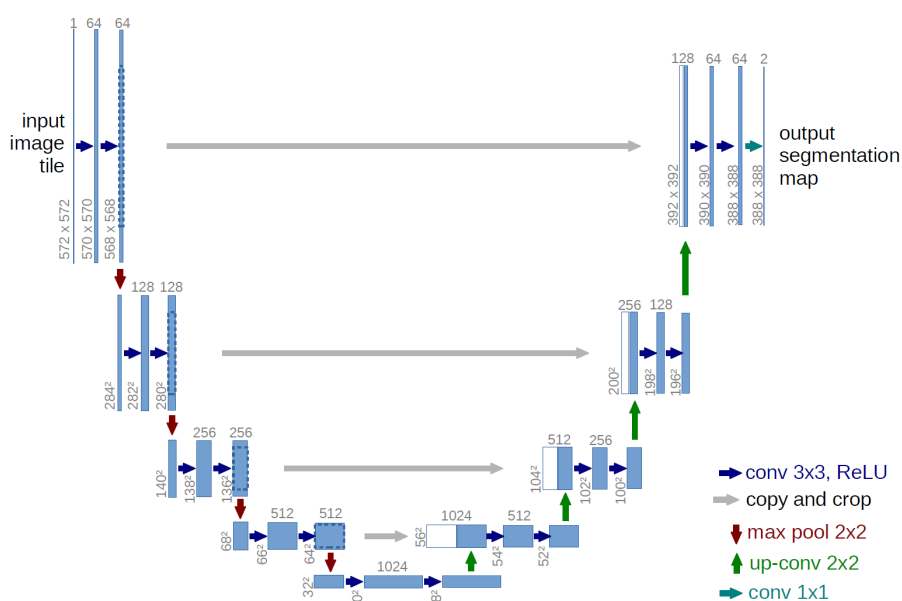 1 64 64
128 64 64 2
input
image
tile
output
segmentation
map
572 x 572
570 x 570
568 x 568
392 x 392
390 x 390
388 x 388
388 x 388
128 128
256 128
284²
282²
280²
200²
198²
196²
256 256
512 256
140²
138²
136²
104²
102²
100²
512 512
1024 512
68²
66²
64²
56²
54²
52²
1024
32²
0²
8²
conv 3x3, ReLU
copy and crop
max pool 2x2
up-conv 2x2
conv 1x1